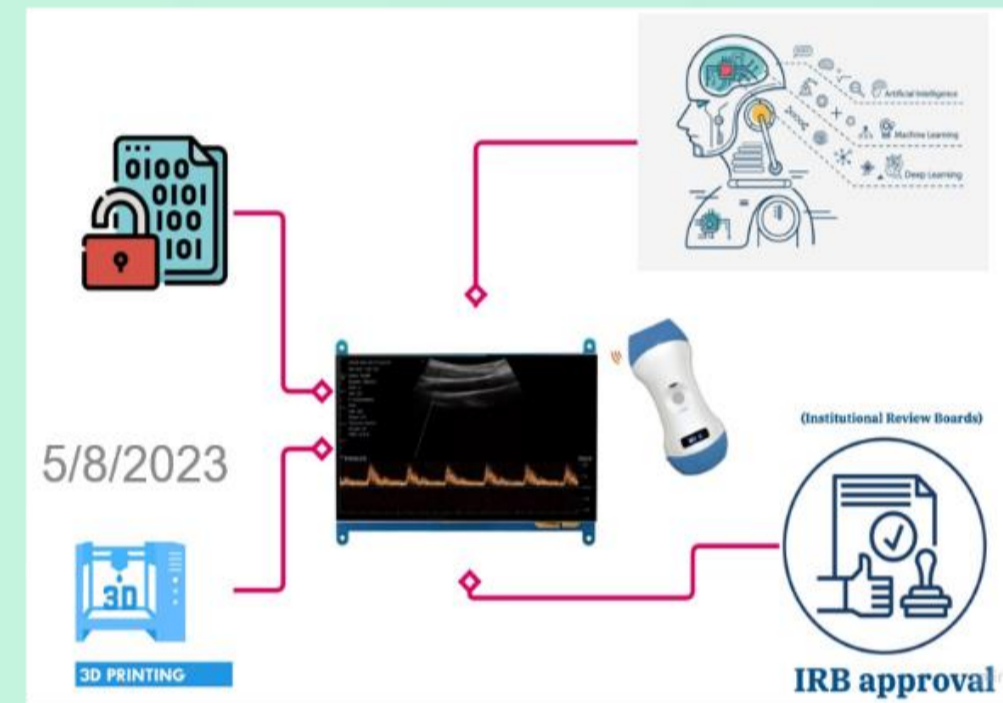 0100
0101
100
101
Artificial Intelligence
Machine Learning
Deep Learning
5/8/2023
(Institutional Review Boards)
3D
3D PRINTING
IRB approval